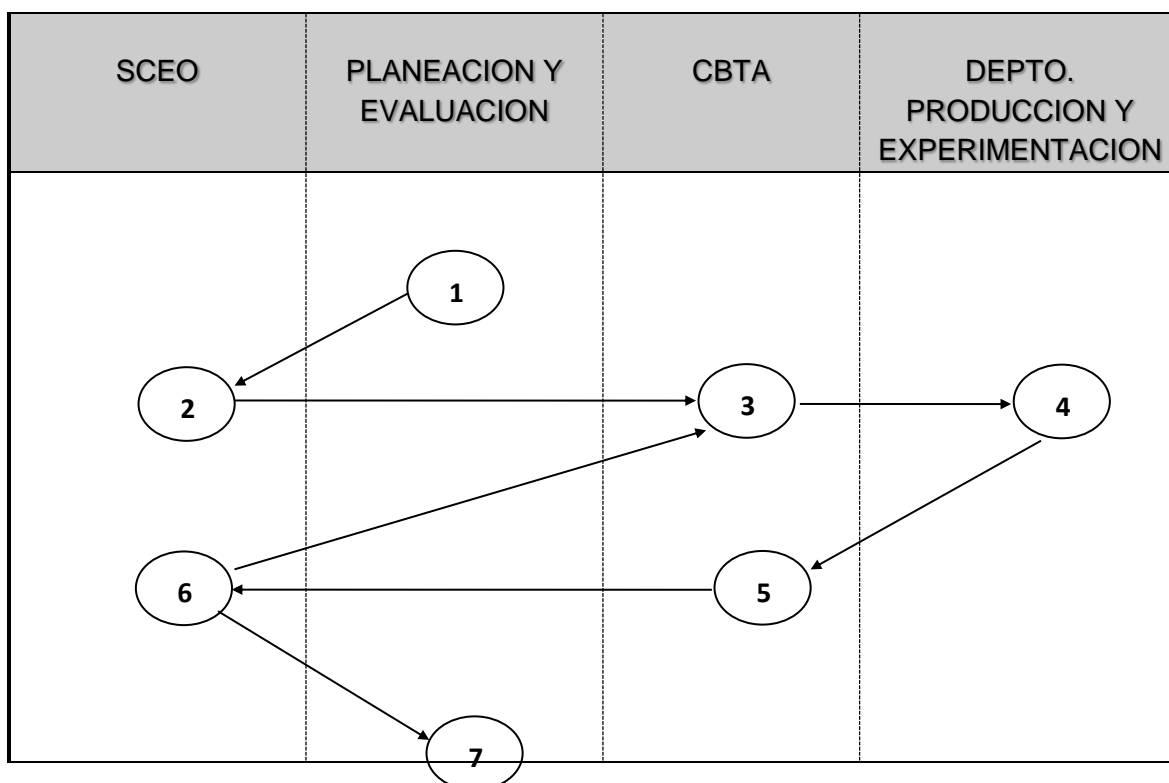 SCEO
PLANEACION Y
EVALUACION
CBTA
DEPTO.
PRODUCCION Y
EXPERIMENTACION
1
2
3
4
6
5
7